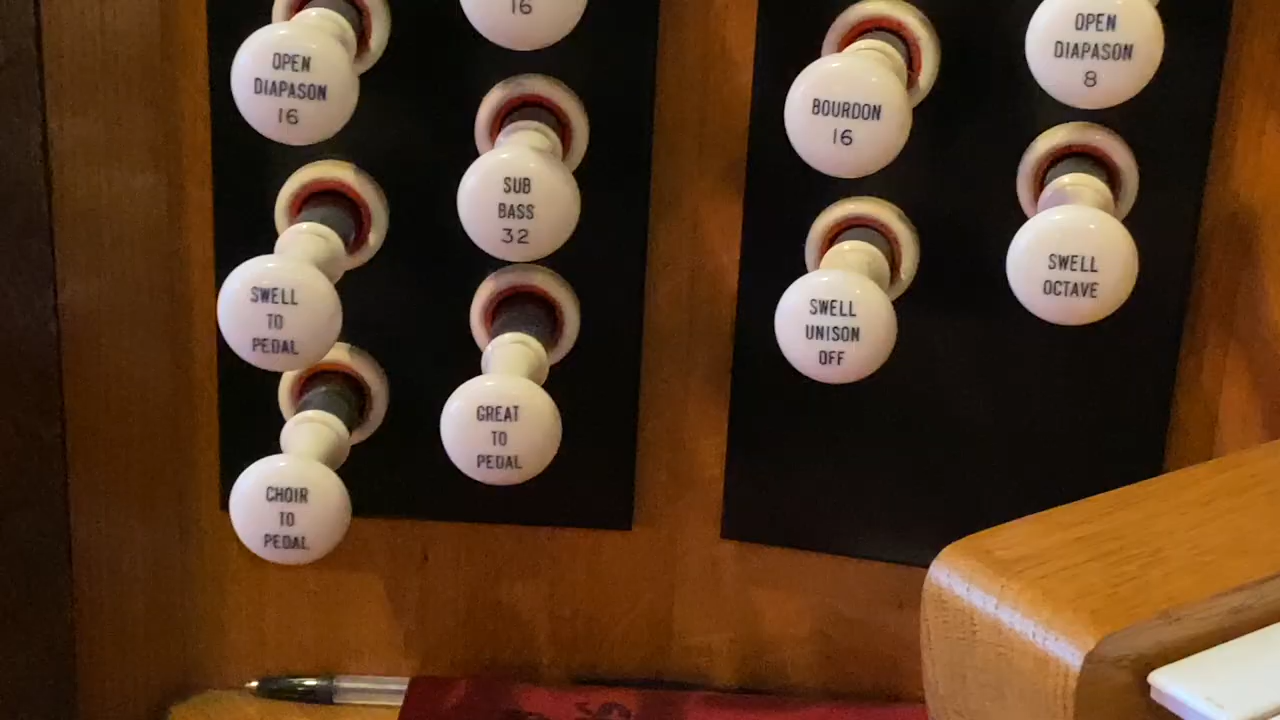 16
OPEN
DIAPASON
16
SUB
BASS
32
SWELL
TO
PEDAL
GREAT
TO
PEDAL
CHOIR
TO
PEDAL
OPEN
DIAPASON
8
BOURDON
16
SWELL
OCTAVE
SWELL
UNISON
OFF